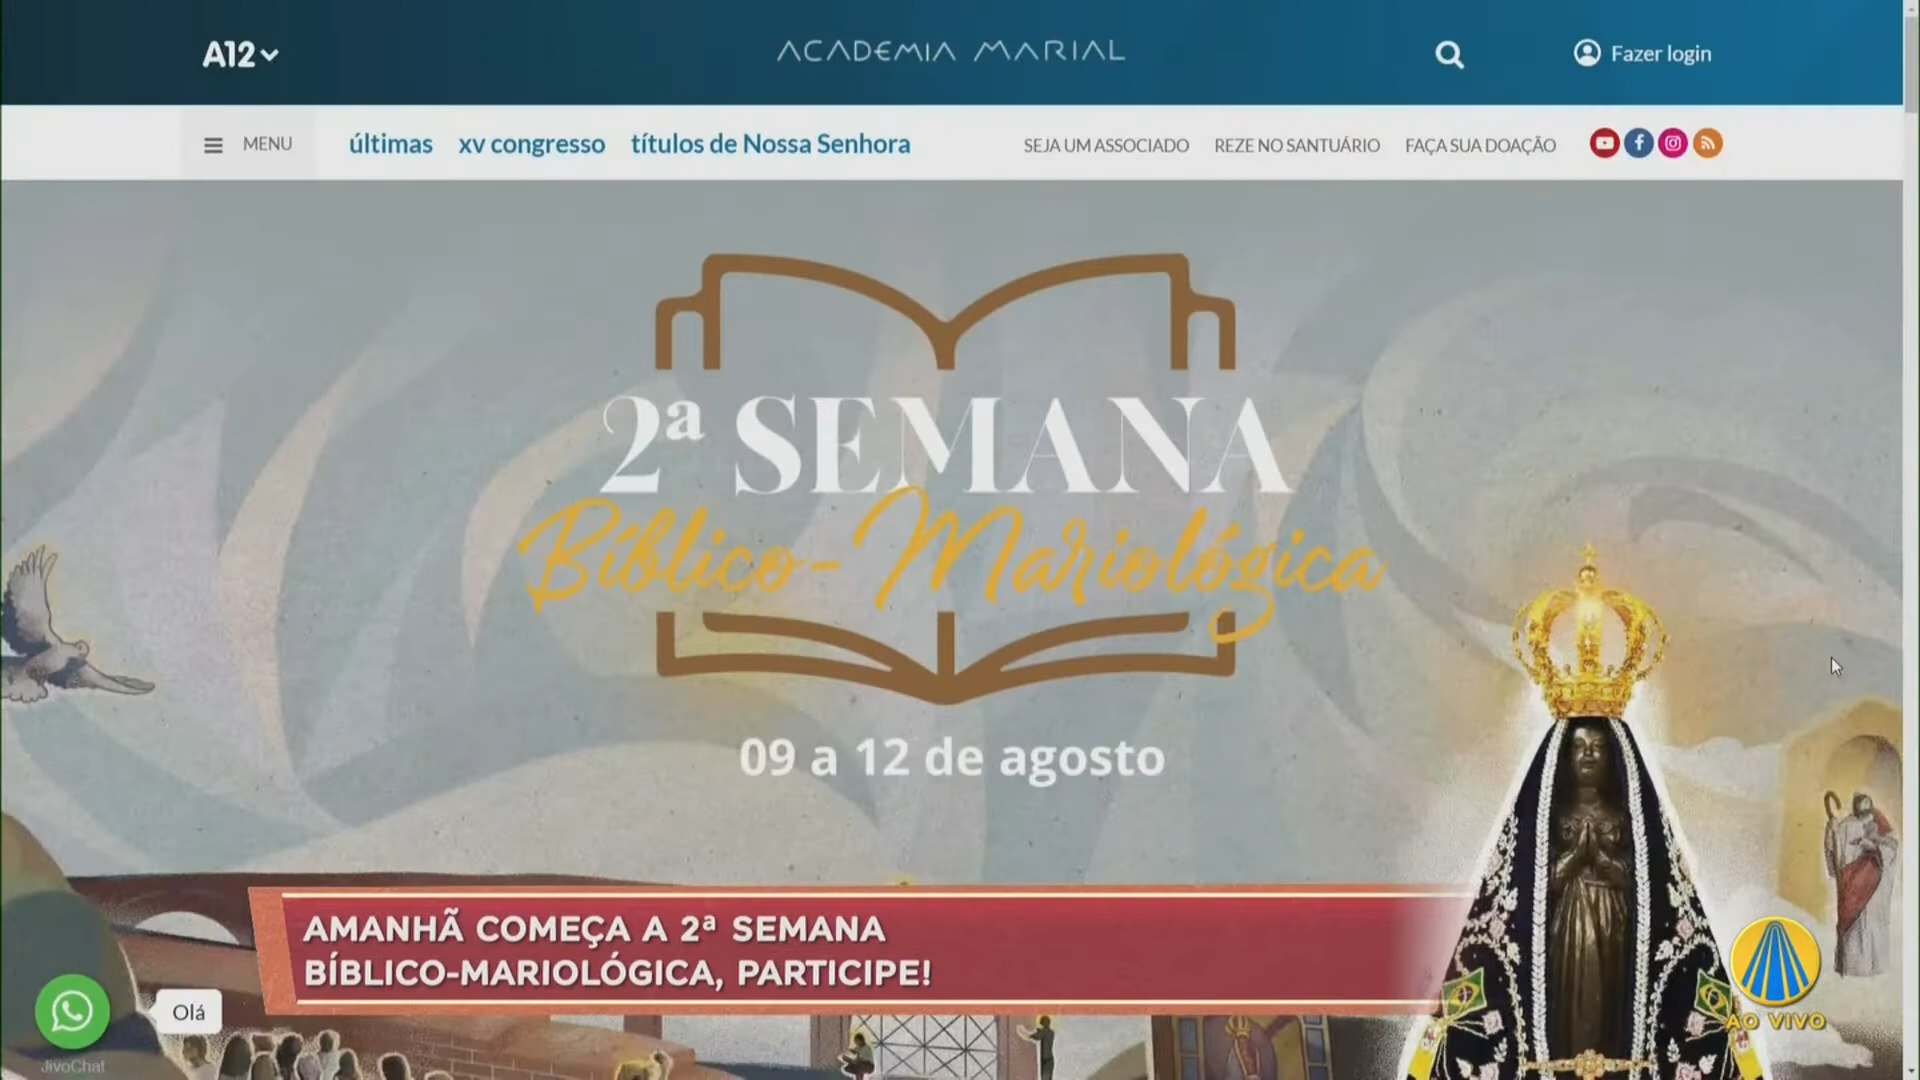 A12
ACADEMIA MARIAL
Fazer login
MENU
últimas
xv congresso
títulos de Nossa Senhora
SEJA UM ASSOCIADO
REZE NO SANTUÁRIO
FAÇA SUA DOAÇÃO
2ª SEMANA
Bíblico-Mariológica
09 a 12 de agosto
AMANHÃ COMEÇA A 2ª SEMANA
BÍBLICO-MARIOLÓGICA, PARTICIPE!
Olá
JivoChat
AO VIVO